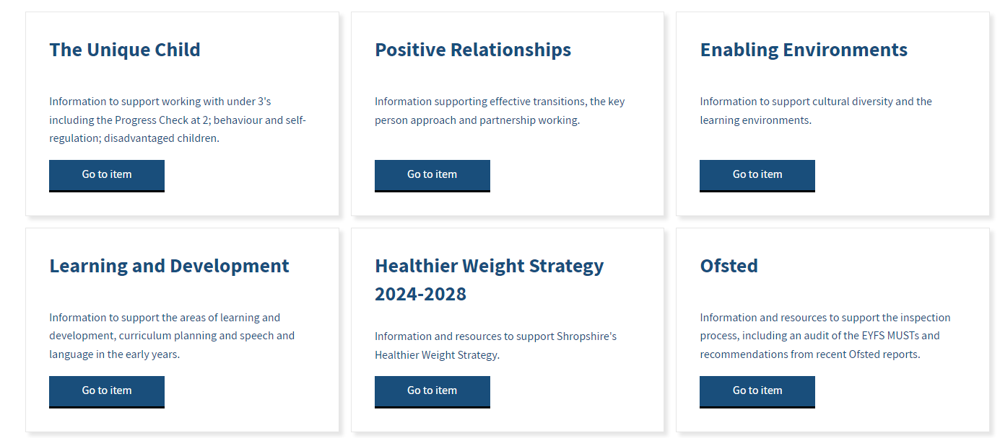 The Unique Child
Information to support working with under 3's
including the Progress Check at 2; behaviour and self-
regulation; disadvantaged children.
Go to item
Positive Relationships
Information supporting effective transitions, the key
person approach and partnership working.
Go to item
Enabling Environments
Information to support cultural diversity and the
learning environments.
Go to item
Learning and Development
Information to support the areas of learning and
development, curriculum planning and speech and
language in the early years.
Go to item
Healthier Weight Strategy
2024-2028
Information and resources to support Shropshire's
Healthier Weight Strategy.
Go to item
Ofsted
Information and resources to support the inspection
process, including an audit of the EYFS MUSTs and
recommendations from recent Ofsted reports.
Go to item